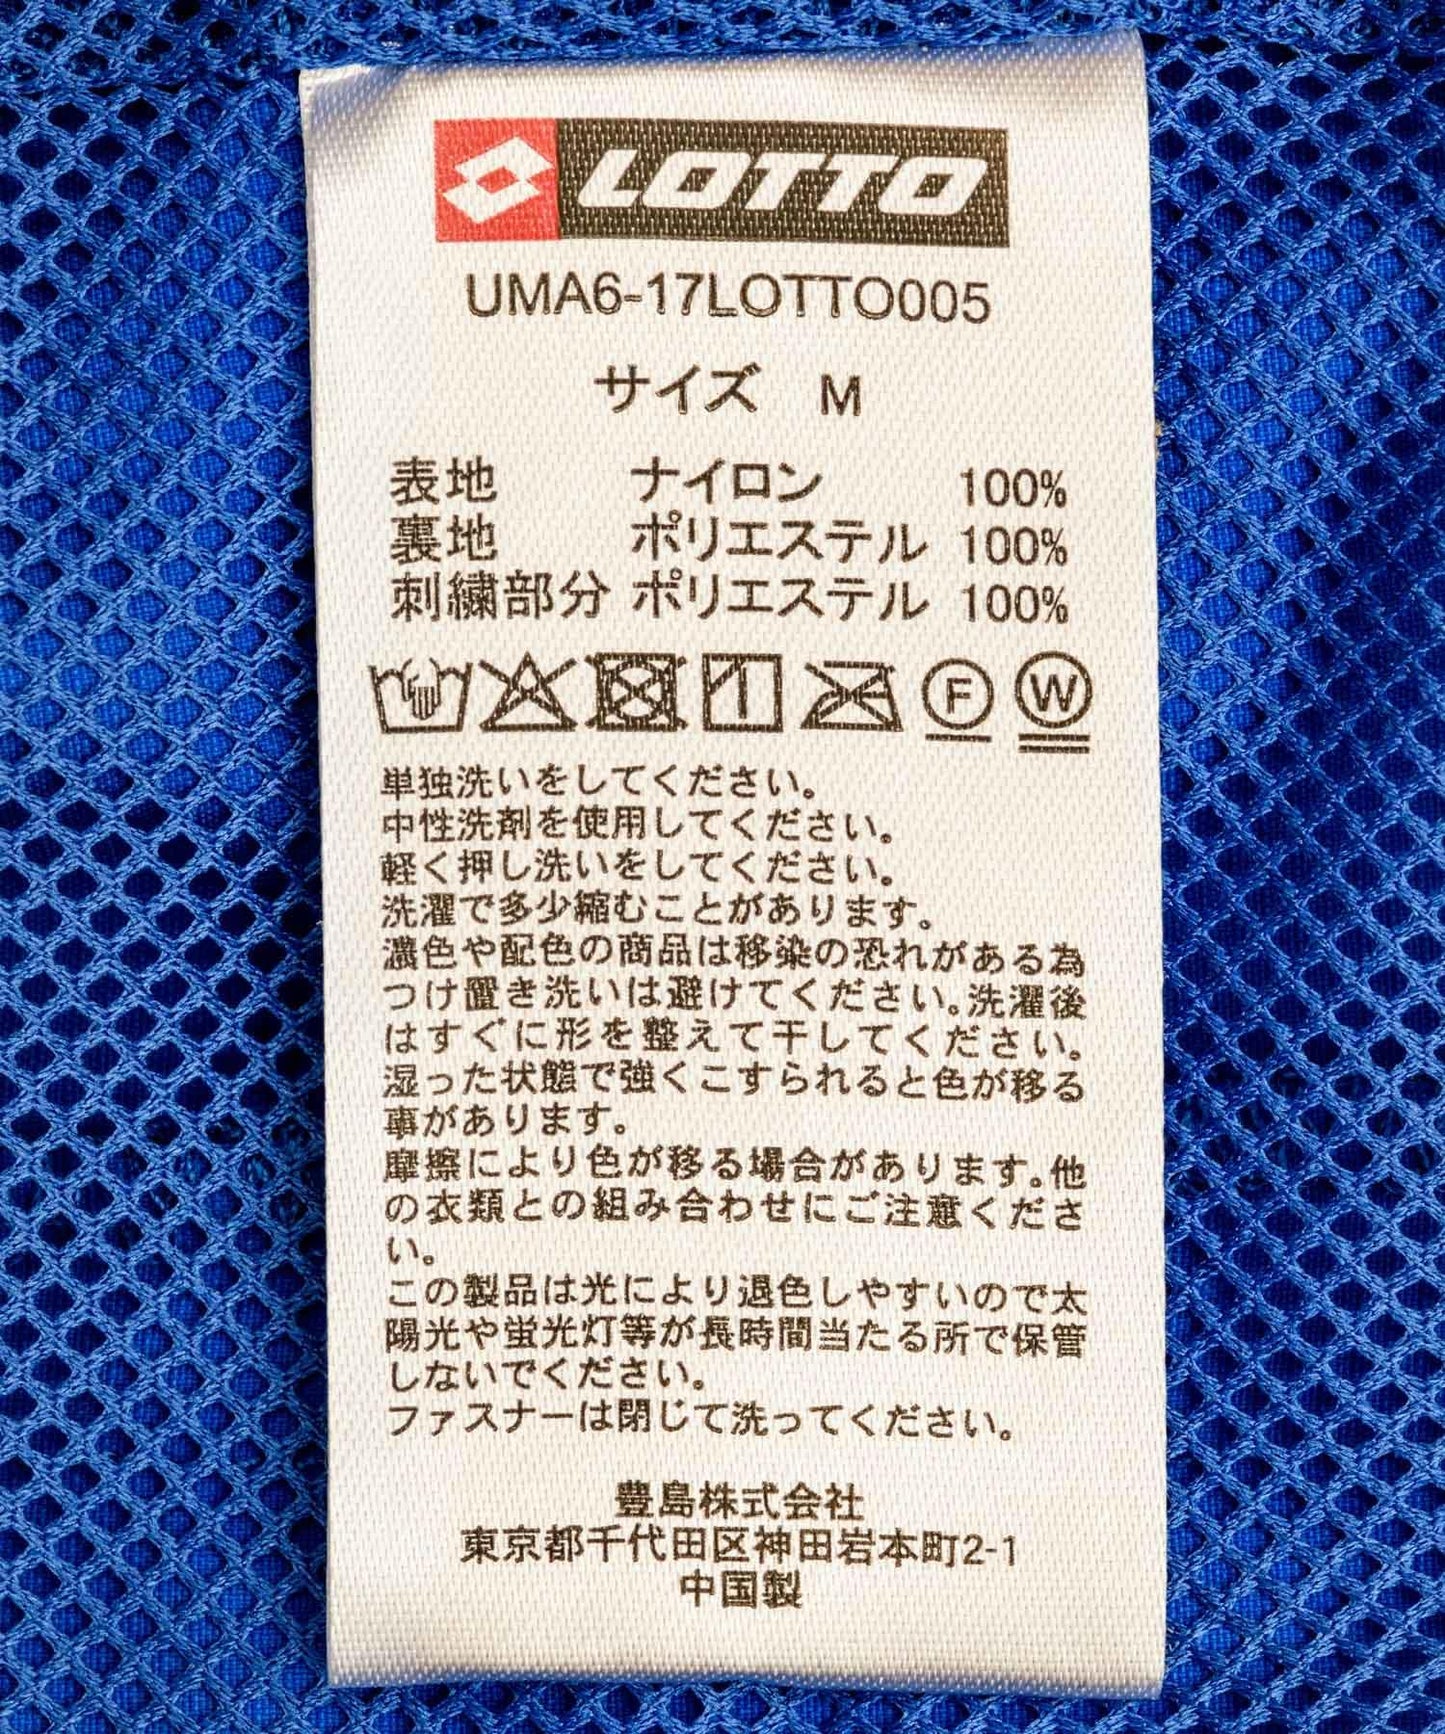 LOTTO
UMA6-17LOTTO005
サイズ M
表地 ナイロン 100%
裏地 ポリエステル 100%
刺繍部分 ポリエステル 100%
F W
単独洗いをしてください。
中性洗剤を使用してください。
軽く押し洗いをしてください。
洗濯で多少縮むことがあります。
濃色や配色の商品は移染の恐れがある為
つけ置き洗いは避けてください。洗濯後
はすぐに形を整えて干してください。
湿った状態で強くこすられると色が移る
事があります。
摩擦により色が移る場合があります。他
の衣類との組み合わせにご注意くださ
い。
この製品は光により退色しやすいので太
陽光や蛍光灯等が長時間当たる所で保管
しないでください。
ファスナーは閉じて洗ってください。
豊島株式会社
東京都千代田区神田岩本町2-1
中国製